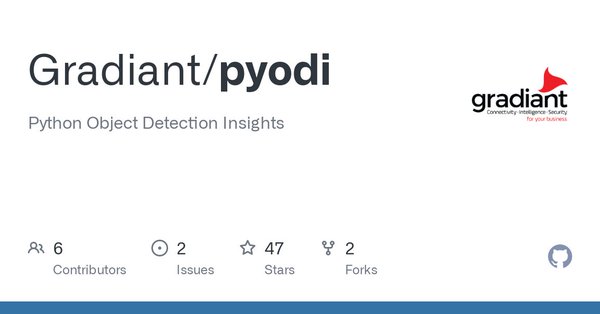 Gradiant/pyodi
Python Object Detection Insights
gradiant
Connectivity · Intelligence · Security
for your business
6
Contributors
2
Issues
47
Stars
2
Forks